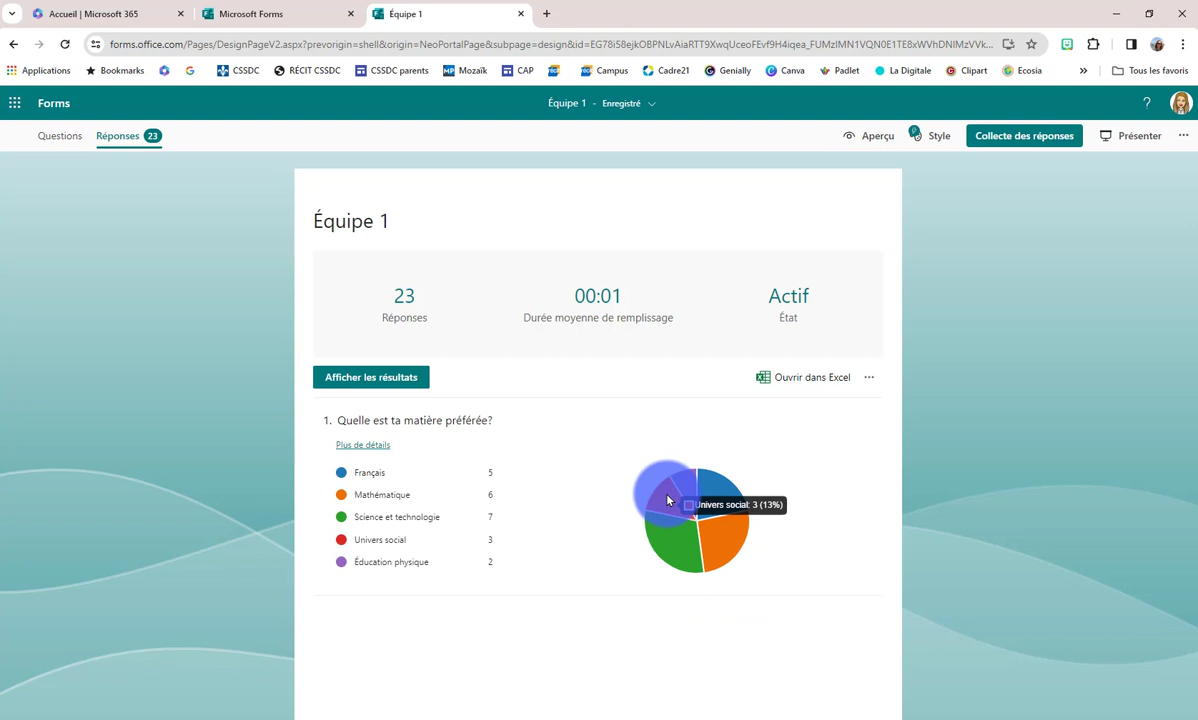 Accueil | Microsoft 365
Microsoft Forms
Équipe 1
forms.office.com/Pages/DesignPageV2.aspx?prevorigin=shell&origin=NeoPortalPage&subpage=design&id=EG78i58ejkOBPNLvAiaRTT9XwqUceoFEvf9H4iqea_FUMzlMN1VQN0E1TE8xWVhDNlMzVVk...
Applications
Bookmarks
CSSDC
RÉCIT CSSDC
CSSDC parents
Mozaïk
CAP
Campus
Cadre21
Genially
Canva
Padlet
La Digitale
Clipart
Ecosia
Tous les favoris
Forms
Équipe 1 - Enregistré
?
Questions
Réponses 23
Aperçu
Style
Collecte des réponses
Présenter
Équipe 1
23
Réponses
00:01
Durée moyenne de remplissage
Actif
État
Afficher les résultats
Ouvrir dans Excel
1. Quelle est ta matière préférée?
Plus de détails
Français 5
Mathématique 6
Science et technologie 7
Univers social 3
Éducation physique 2
Univers social: 3 (13%)